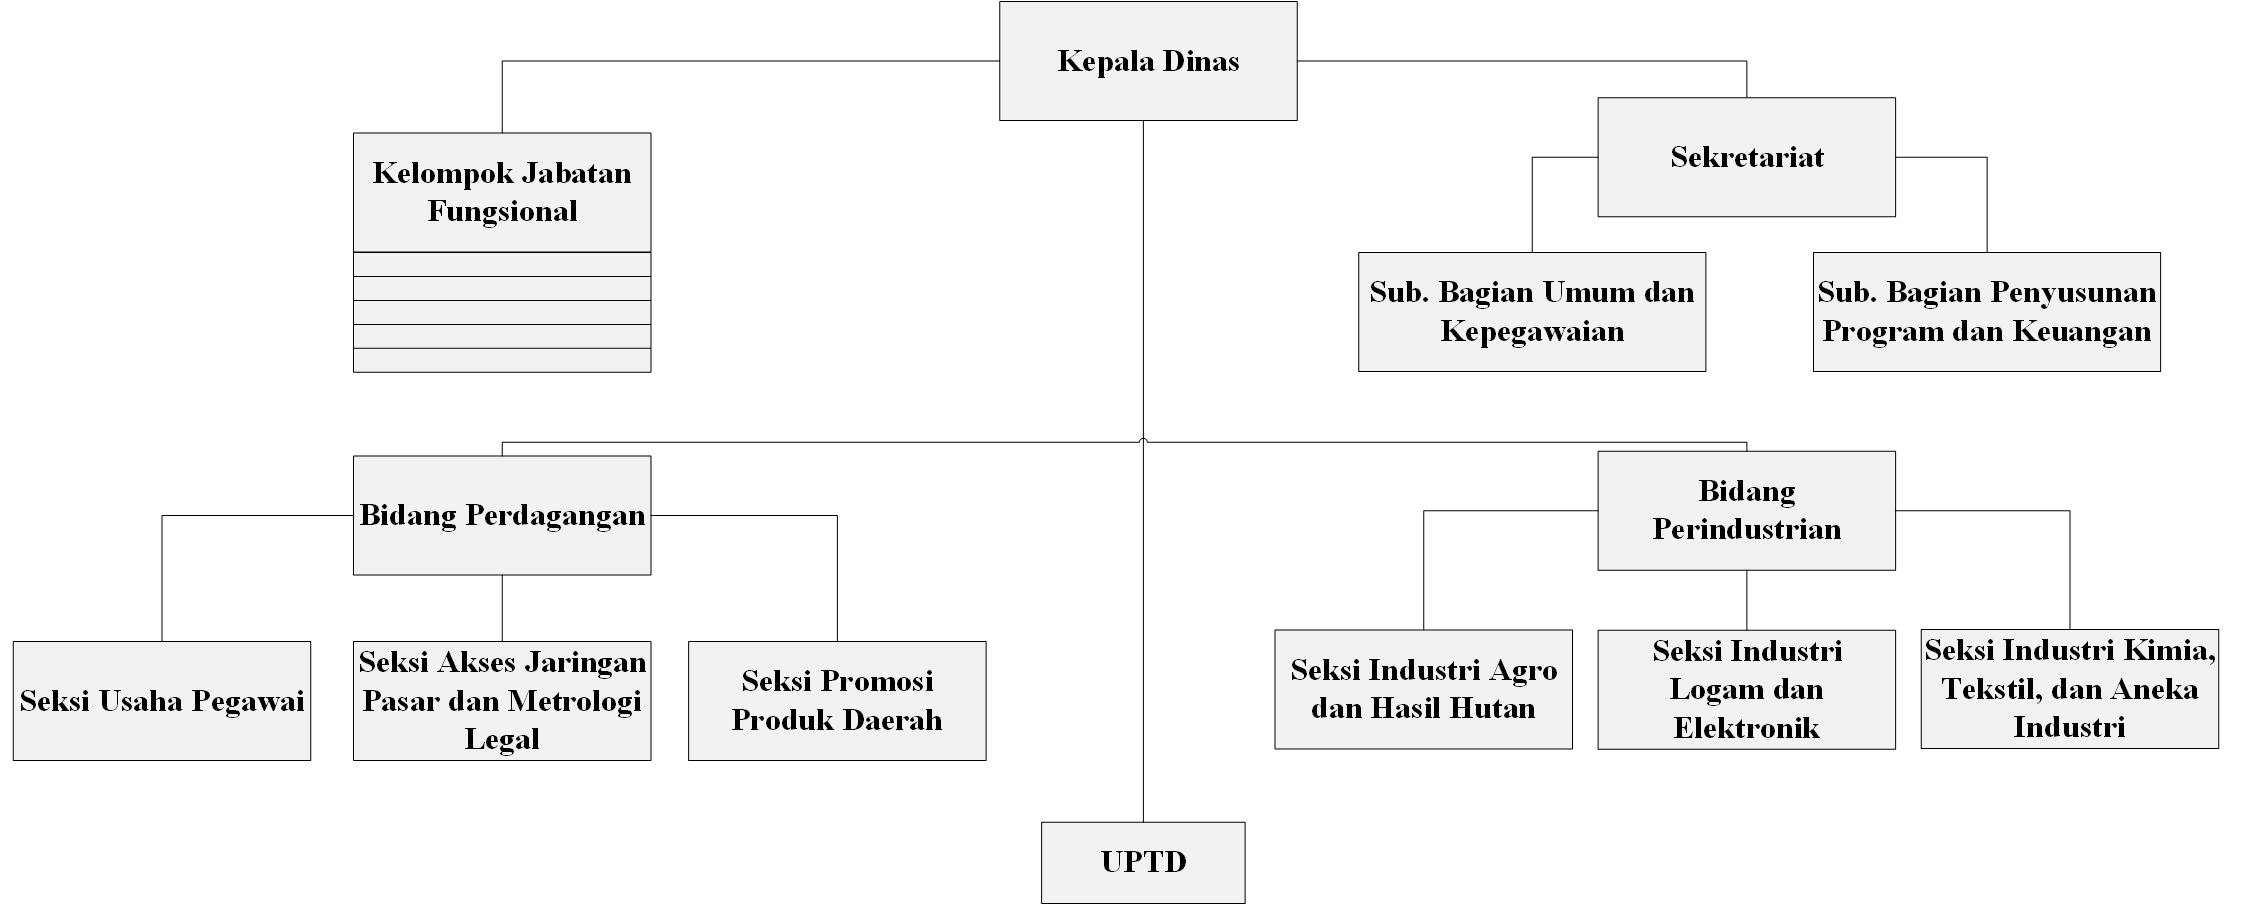 Kepala Dinas
Sekretariat
Kelompok Jabatan
Fungsional
Sub. Bagian Umum dan
Kepegawaian
Sub. Bagian Penyusunan
Program dan Keuangan
Bidang Perdagangan
Bidang
Perindustrian
Seksi Usaha Pegawai
Seksi Akses Jaringan
Pasar dan Metrologi
Legal
Seksi Promosi
Produk Daerah
Seksi Industri Agro
dan Hasil Hutan
Seksi Industri
Logam dan
Elektronik
Seksi Industri Kimia,
Tekstil, dan Aneka
Industri
UPTD